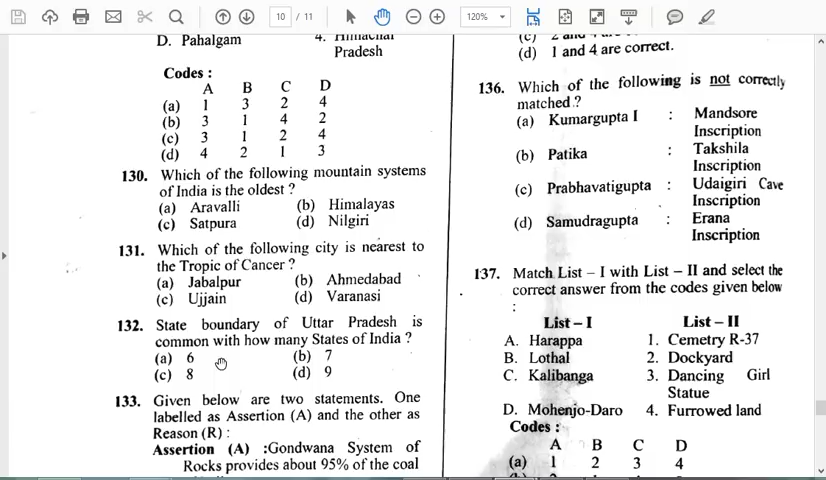 10 / 11
120%
D. Pahalgam
4. Himachal
Pradesh
Codes :
A B C D
(a) 1 3 2 4
(b) 3 1 4 2
(c) 3 1 2 4
(d) 4 2 1 3
130. Which of the following mountain systems
of India is the oldest ?
(a) Aravalli (b) Himalayas
(c) Satpura (d) Nilgiri
131. Which of the following city is nearest to
the Tropic of Cancer ?
(a) Jabalpur (b) Ahmedabad
(c) Ujjain (d) Varanasi
132. State boundary of Uttar Pradesh is
common with how many States of India ?
(a) 6 (b) 7
(c) 8 (d) 9
133. Given below are two statements. One
labelled as Assertion (A) and the other as
Reason (R) :
Assertion (A) :Gondwana System of
Rocks provides about 95% of the coal
(c) 2 and 4 are
(d) 1 and 4 are correct.
136. Which of the following is not correctly
matched ?
(a) Kumargupta I : Mandsore
Inscription
(b) Patika : Takshila
Inscription
(c) Prabhavatigupta : Udaigiri Cave
Inscription
(d) Samudragupta : Erana
Inscription
137. Match List – I with List – II and select the
correct answer from the codes given below
:
List – I List – II
A. Harappa 1. Cemetry R-37
B. Lothal 2. Dockyard
C. Kalibanga 3. Dancing Girl
Statue
D. Mohenjo-Daro 4. Furrowed land
Codes :
A B C D
(a) 1 2 3 4